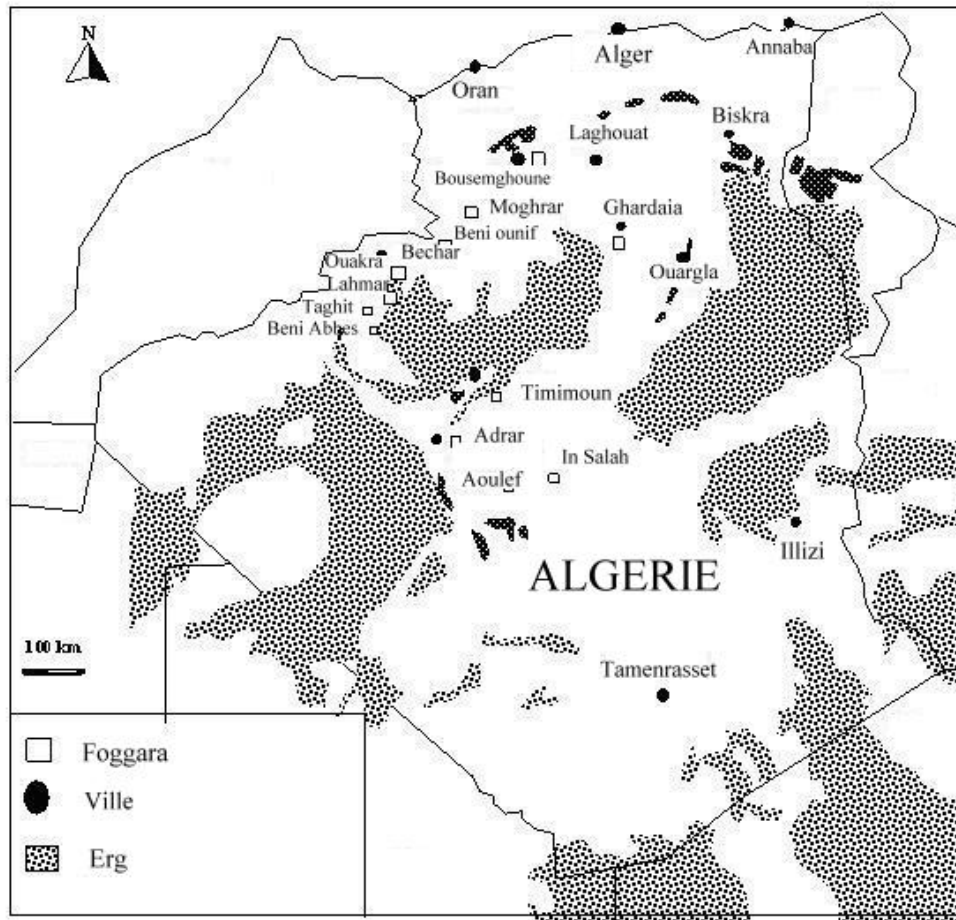 N
Alger
Annaba
Oran
Biskra
Laghouat
Bousemghoune
Moghrar
Ghardaia
Beni ounif
Bechar
Ouakra
Ouargla
Lahmar
Taghit
Beni Abbes
Timimoun
Adrar
In Salah
Aoulef
Illizi
ALGERIE
100 km
Tamenrasset
Foggara
Ville
Erg